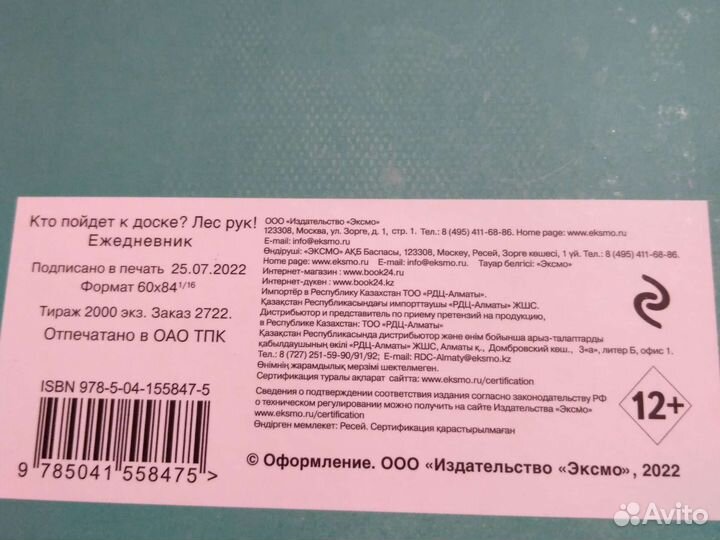 Кто пойдет к доске? Лес рук!
Ежедневник
Подписано в печать 25.07.2022
Формат 60x84 1/16
Тираж 2000 экз. Заказ 2722.
Отпечатано в ОАО ТПК
ISBN 978-5-04-155847-5
9 785041 558475 >
ООО «Издательство «Эксмо»
123308, Москва, ул. Зорге, д. 1, стр. 1. Тел.: 8 (495) 411-68-86. Home page: www.eksmo.ru
E-mail: info@eksmo.ru
Өндіруші: «ЭКСМО» АҚБ Баспасы, 123308, Мәскеу, Ресей, Зорге көшесі, 1 үй. Тел.: 8 (495) 411-68-86.
Home page: www.eksmo.ru E-mail: info@eksmo.ru. Тауар белгісі: «Эксмо»
Интернет-магазин : www.book24.ru
Интернет-дүкен : www.book24.kz
Импортёр в Республику Казахстан ТОО «РДЦ-Алматы».
Қазақстан Республикасындағы импорттаушы «РДЦ-Алматы» ЖШС.
Дистрибьютор и представитель по приему претензий на продукцию,
в Республике Казахстан: ТОО «РДЦ-Алматы»
Қазақстан Республикасында дистрибьютор және өнім бойынша арыз-талаптарды
қабылдаушының өкілі «РДЦ-Алматы» ЖШС, Алматы қ., Домбровский көш., 3«а», литер Б, офис 1.
Тел.: 8 (727) 251-59-90/91/92; E-mail: RDC-Almaty@eksmo.kz
Өнімнің жарамдылық мерзімі шектелмеген.
Сертификация туралы ақпарат сайтта: www.eksmo.ru/certification
Сведения о подтверждении соответствия издания согласно законодательству РФ
о техническом регулировании можно получить на сайте Издательства «Эксмо»
www.eksmo.ru/certification
Өндірген мемлекет: Ресей. Сертификация қарастырылмаған
12+
© Оформление. ООО «Издательство «Эксмо», 2022
Avito